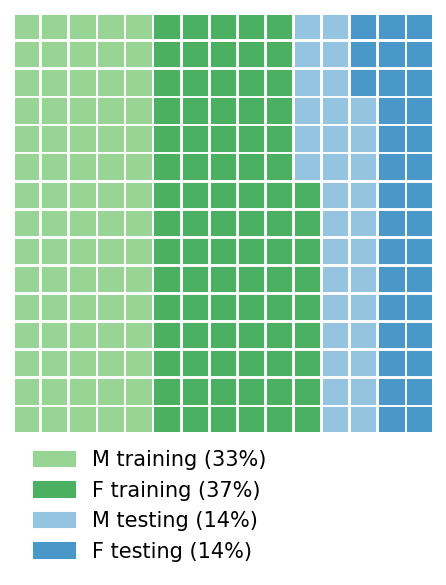 M training (33%)
F training (37%)
M testing (14%)
F testing (14%)